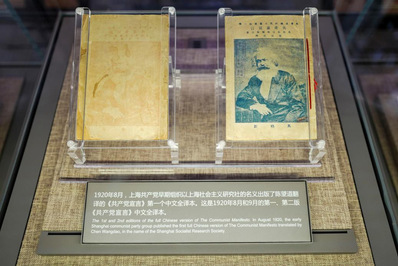 1920年8月，上海共产党早期组织以上海社会主义研究社的名义出版了陈望道翻
译的《共产党宣言》第一个中文全译本。这是1920年8月和9月的第一、第二版
《共产党宣言》中文全译本。
The 1st and 2nd editions of the full Chinese version of The Communist Manifesto: In August 1920, the early
Shanghai communist party group published the first full Chinese version of The Communist Manifesto translated by
Chen Wangdao, in the name of the Shanghai Socialist Research Society.